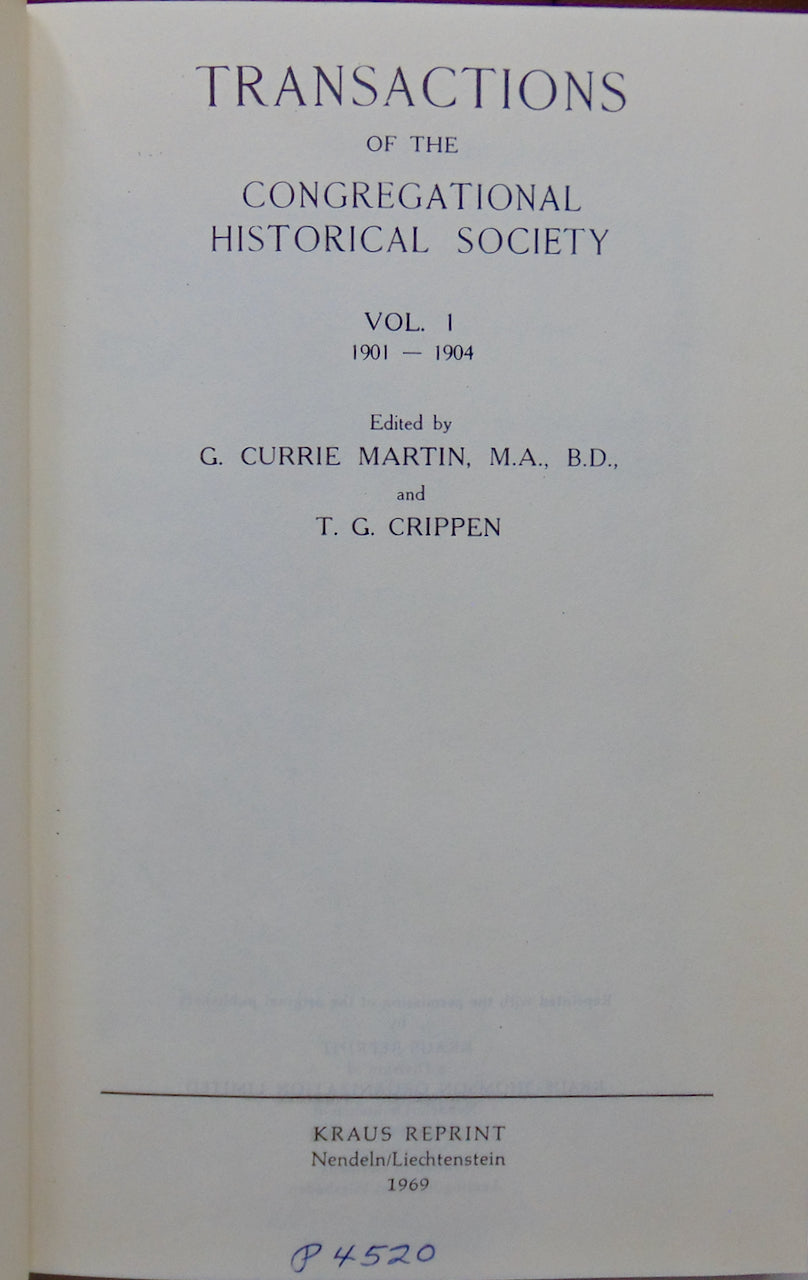 TRANSACTIONS
OF THE
CONGREGATIONAL
HISTORICAL SOCIETY
VOL. I
1901 — 1904
Edited by
G. CURRIE MARTIN, M.A., B.D.,
and
T. G. CRIPPEN
KRAUS REPRINT
Nendeln/Liechtenstein
1969
P 4520